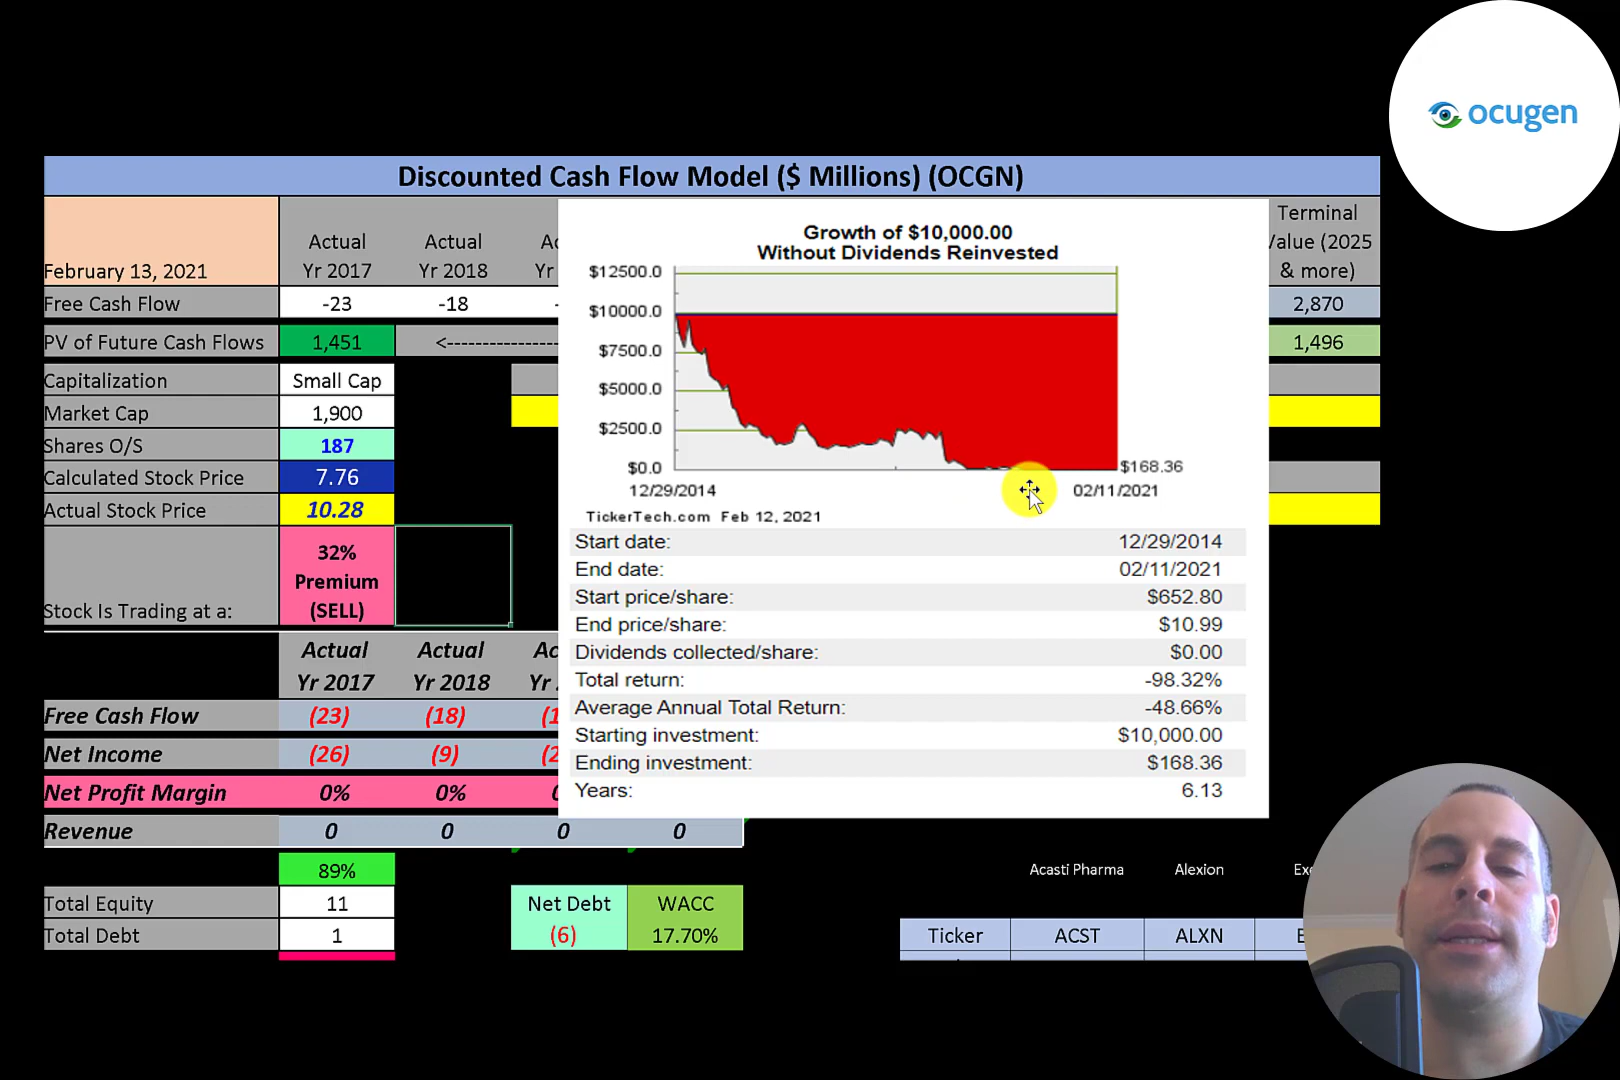 ocugen
Discounted Cash Flow Model ($ Millions) (OCGN)
February 13, 2021
Actual
Yr 2017
Actual
Yr 2018
Terminal
Value (2025
& more)
Free Cash Flow -23 -18 2,870
PV of Future Cash Flows 1,451 <--------------- 1,496
Capitalization Small Cap
Market Cap 1,900
Shares O/S 187
Calculated Stock Price 7.76
Actual Stock Price 10.28
Stock Is Trading at a:
32%
Premium
(SELL)
Growth of $10,000.00
Without Dividends Reinvested
$12500.0
$10000.0
$7500.0
$5000.0
$2500.0
$0.0
$168.36
12/29/2014 02/11/2021
TickerTech.com Feb 12, 2021
Start date: 12/29/2014
End date: 02/11/2021
Start price/share: $652.80
End price/share: $10.99
Dividends collected/share: $0.00
Total return: -98.32%
Average Annual Total Return: -48.66%
Starting investment: $10,000.00
Ending investment: $168.36
Years: 6.13
Actual
Yr 2017
Actual
Yr 2018
Yr
Free Cash Flow (23) (18)
Net Income (26) (9)
Net Profit Margin 0% 0%
Revenue 0 0 0 0
89%
Total Equity 11
Total Debt 1
Net Debt WACC
(6) 17.70%
Acasti Pharma Alexion
Ticker ACST ALXN